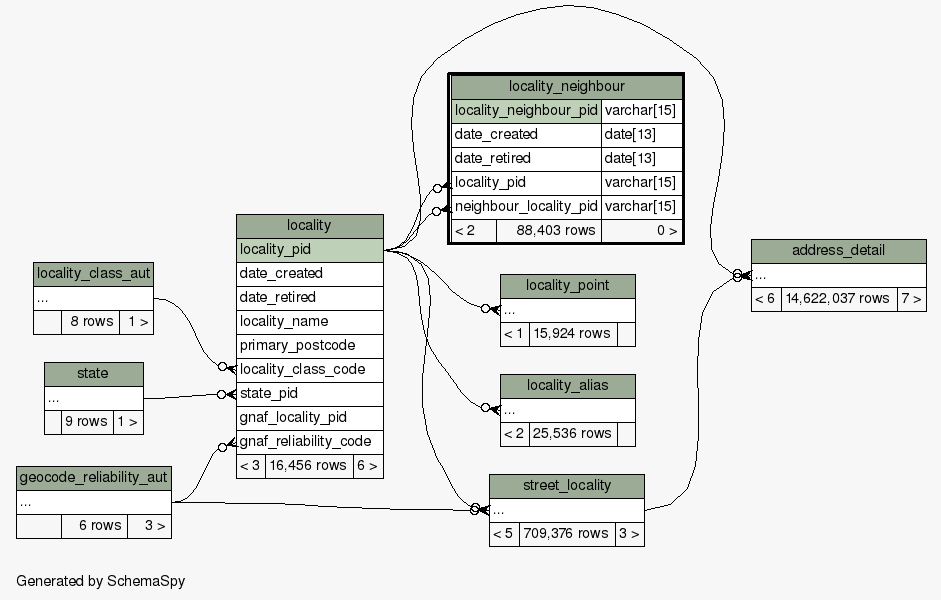 locality_neighbour
locality_neighbour_pid varchar[15]
date_created date[13]
date_retired date[13]
locality_pid varchar[15]
neighbour_locality_pid varchar[15]
< 2 88,403 rows 0 >
locality
locality_pid
date_created
date_retired
locality_name
primary_postcode
locality_class_code
state_pid
gnaf_locality_pid
gnaf_reliability_code
< 3 16,456 rows 6 >
locality_class_aut
...
8 rows 1 >
state
...
9 rows 1 >
geocode_reliability_aut
...
6 rows 3 >
locality_point
...
< 1 15,924 rows
locality_alias
...
< 2 25,536 rows
street_locality
...
< 5 709,376 rows 3 >
address_detail
...
< 6 14,622,037 rows 7 >
Generated by SchemaSpy